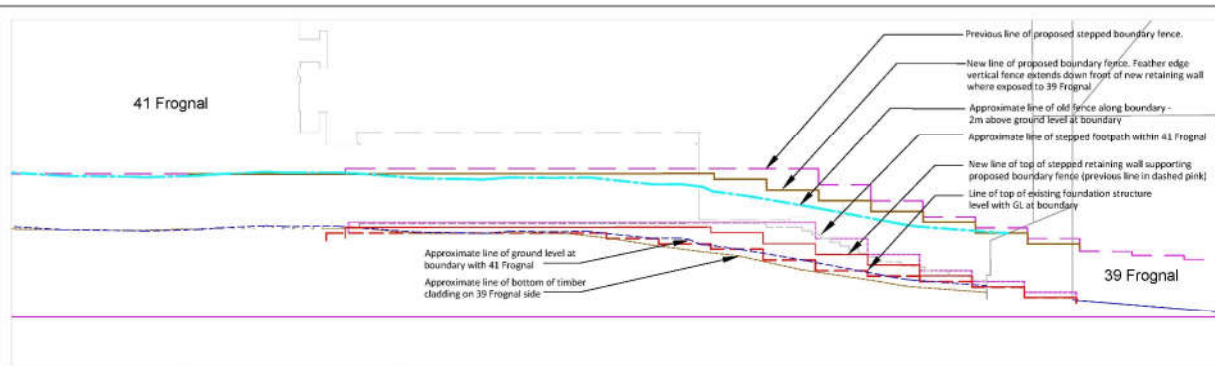 Previous line of proposed stepped boundary fence.
New line of proposed boundary fence. Feather edge
vertical fence extends down front of new retaining wall
where exposed to 39 Frognal
41 Frognal
Approximate line of old fence along boundary -
2m above ground level at boundary
Approximate line of stepped footpath within 41 Frognal
New line of top of stepped retaining wall supporting
proposed boundary fence (previous line in dashed pink)
Line of top of existing foundation structure
level with GL at boundary
Approximate line of ground level at
boundary with 41 Frognal
39 Frognal
Approximate line of bottom of timber
cladding on 39 Frognal side